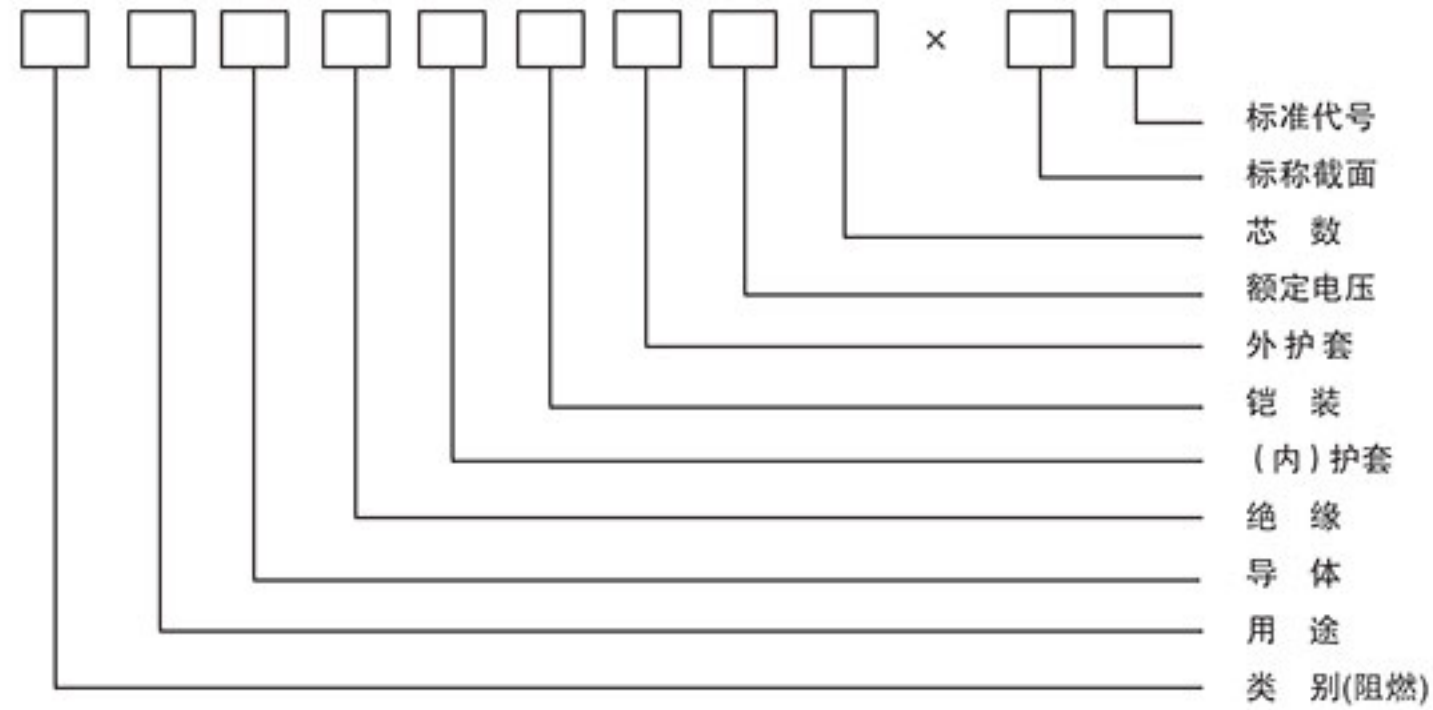 ×
标准代号
标称截面
芯 数
额定电压
外护套
铠 装
(内)护套
绝 缘
导 体
用 途
类 别(阻燃)